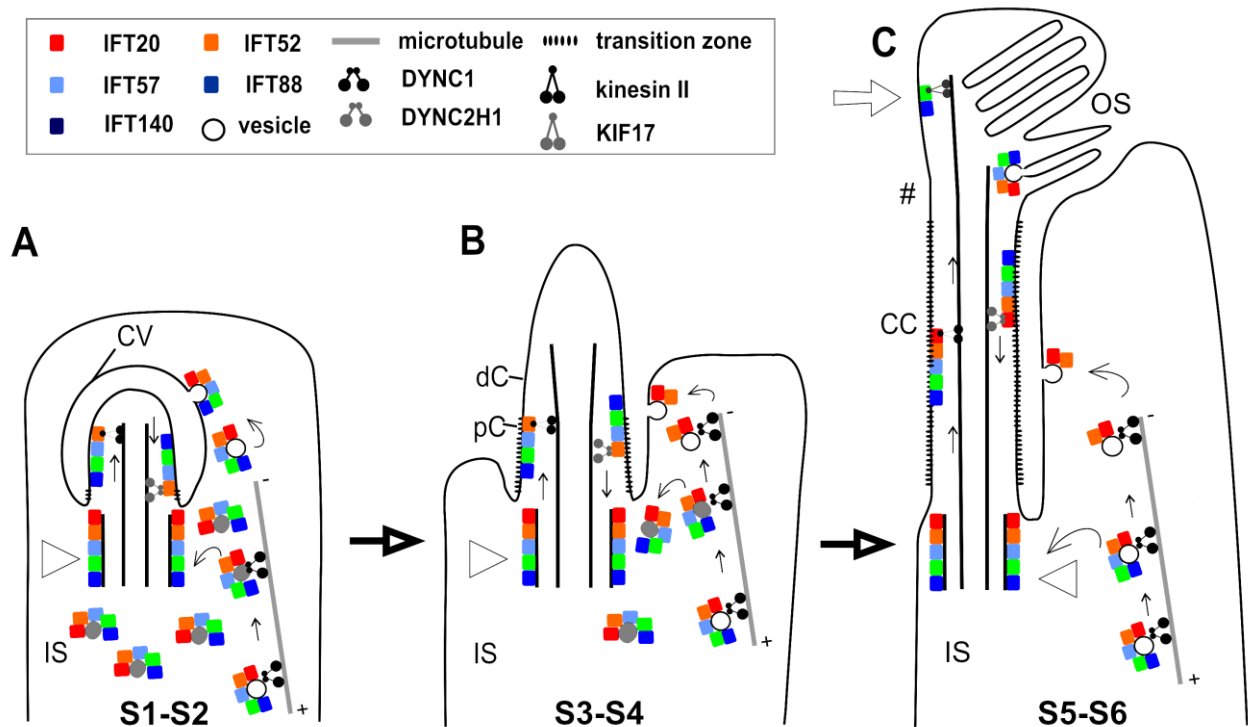 IFT20 IFT52 microtubule transition zone
IFT57 IFT88 DYNC1 kinesin II
IFT140 vesicle DYNC2H1 KIF17
A
CV
IS
S1-S2
-
+
B
dC
pC
IS
S3-S4
-
+
C
OS
#
CC
IS
S5-S6
-
+